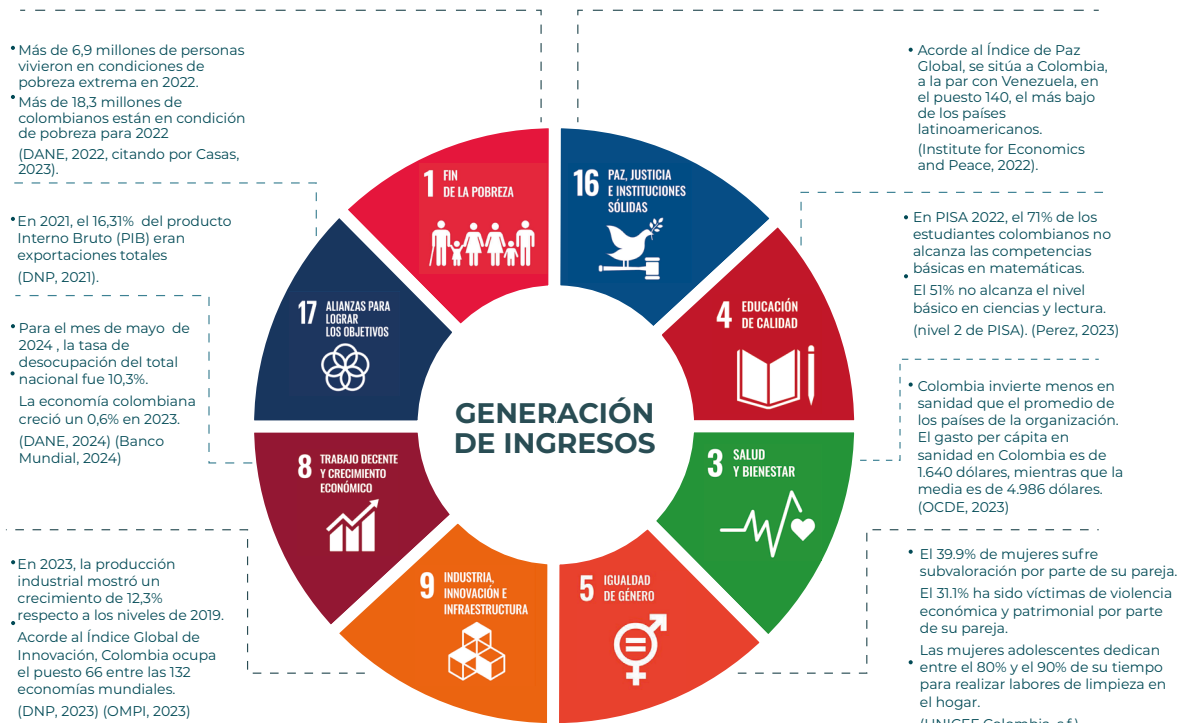 • Más de 6,9 millones de personas
vivieron en condiciones de
pobreza extrema en 2022.
• Más de 18,3 millones de
colombianos están en condición
de pobreza para 2022
(DANE, 2022, citando por Casas,
2023).
• En 2021, el 16,31% del producto
Interno Bruto (PIB) eran
exportaciones totales
(DNP, 2021).
• Para el mes de mayo de
2024 , la tasa de
desocupación del total
• nacional fue 10,3%.
La economía colombiana
creció un 0,6% en 2023.
(DANE, 2024) (Banco
Mundial, 2024)
• En 2023, la producción
industrial mostró un
crecimiento de 12,3%
respecto a los niveles de 2019.
• Acorde al Índice Global de
Innovación, Colombia ocupa
el puesto 66 entre las 132
economías mundiales.
(DNP, 2023) (OMPI, 2023)
1 FIN
DE LA POBREZA
16 PAZ, JUSTICIA
E INSTITUCIONES
SÓLIDAS
17 ALIANZAS PARA
LOGRAR
LOS OBJETIVOS
4 EDUCACIÓN
DE CALIDAD
GENERACIÓN
DE INGRESOS
8 TRABAJO DECENTE
Y CRECIMIENTO
ECONÓMICO
3 SALUD
Y BIENESTAR
9 INDUSTRIA,
INNOVACIÓN E
INFRAESTRUCTURA
5 IGUALDAD
DE GÉNERO
• Acorde al Índice de Paz
Global, se sitúa a Colombia,
a la par con Venezuela, en
el puesto 140, el más bajo
de los países
latinoamericanos.
(Institute for Economics
and Peace, 2022).
• En PISA 2022, el 71% de los
estudiantes colombianos no
alcanza las competencias
básicas en matemáticas.
• El 51% no alcanza el nivel
básico en ciencias y lectura.
(nivel 2 de PISA). (Perez, 2023)
• Colombia invierte menos en
sanidad que el promedio de
los países de la organización.
El gasto per cápita en
sanidad en Colombia es de
1.640 dólares, mientras que la
media es de 4.986 dólares.
(OCDE, 2023)
• El 39.9% de mujeres sufre
subvaloración por parte de su pareja.
El 31.1% ha sido víctimas de violencia
económica y patrimonial por parte
de su pareja.
Las mujeres adolescentes dedican
• entre el 80% y el 90% de su tiempo
para realizar labores de limpieza en
el hogar.
(UNICEF Colombia, s.f.)